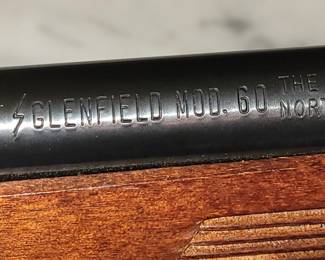 GLENFIELD MOD. 60 THE
NOR